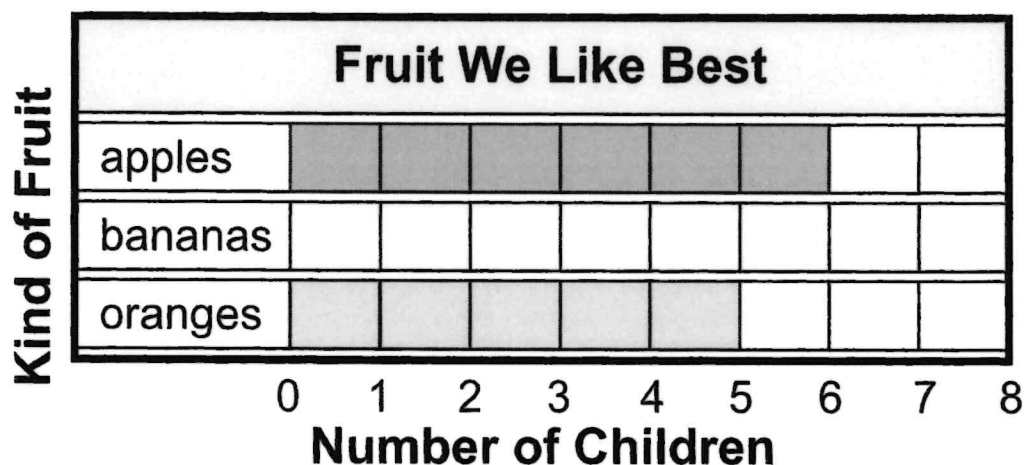 Fruit We Like Best
Kind of Fruit
apples
bananas
oranges
0 1 2 3 4 5 6 7 8
Number of Children